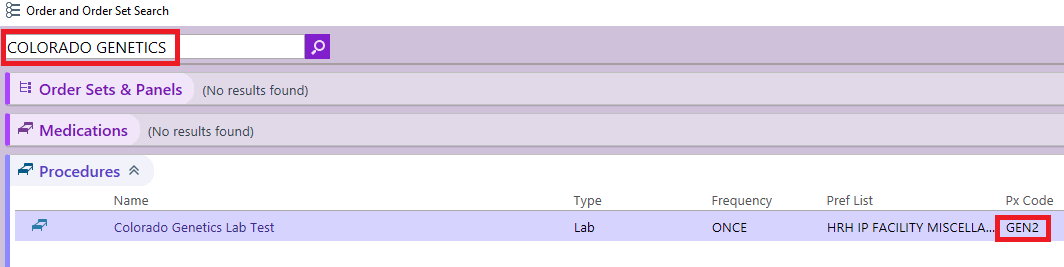 Order and Order Set Search
COLORADO GENETICS
Order Sets & Panels (No results found)
Medications (No results found)
Procedures
Name Type Frequency Pref List Px Code
Colorado Genetics Lab Test Lab ONCE HRH IP FACILITY MISCELLA... GEN2